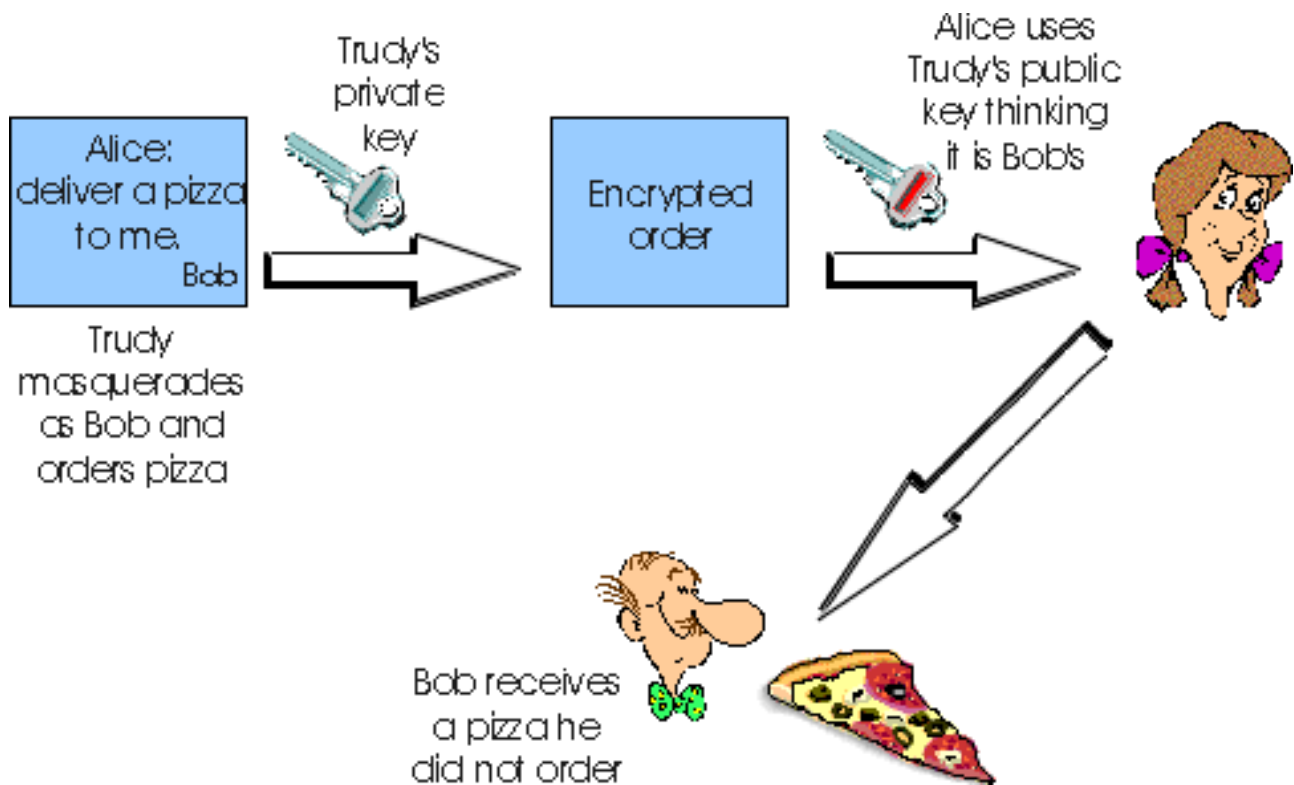 Alice:
deliver a pizza
to me.
Bob
Trudy
masquerades
as Bob and
orders pizza
Trudy's
private
key
Encrypted
order
Alice uses
Trudy's public
key thinking
it is Bob's
Bob receives
a pizza he
did not order